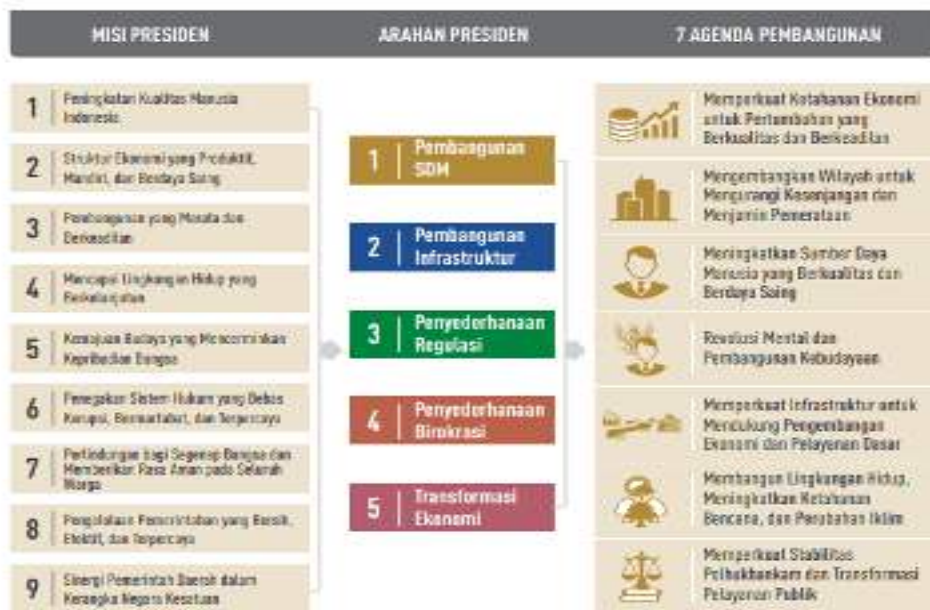 MISI PRESIDEN
ARAHAN PRESIDEN
7 AGENDA PEMBANGUNAN
1
Peningkatan Kualitas Manusia
Indonesia
2
Struktur Ekonomi yang Produktif,
Mandiri, dan Berdaya Saing
3
Pembangunan yang Merata dan
Berkeadilan
4
Mencapai Lingkungan Hidup yang
Berkelanjutan
5
Kemajuan Budaya yang Mencerminkan
Kepribadian Bangsa
6
Penegakan Sistem Hukum yang Bebas
Korupsi, Bermartabat, dan Terpercaya
7
Perlindungan bagi Segenap Bangsa dan
Memberikan Rasa Aman pada Seluruh
Warga
8
Pengelolaan Pemerintahan yang Bersih,
Efektif, dan Terpercaya
9
Sinergi Pemerintah Daerah dalam
Kerangka Negara Kesatuan
1
Pembangunan
SDM
2
Pembangunan
Infrastruktur
3
Penyederhanaan
Regulasi
4
Penyederhanaan
Birokrasi
5
Transformasi
Ekonomi
Memperkuat Ketahanan Ekonomi
untuk Pertumbuhan yang
Berkualitas dan Berkeadilan
Mengembangkan Wilayah untuk
Mengurangi Kesenjangan dan
Menjamin Pemerataan
Meningkatkan Sumber Daya
Manusia yang Berkualitas dan
Berdaya Saing
Revolusi Mental dan
Pembangunan Kebudayaan
Memperkuat Infrastruktur untuk
Mendukung Pengembangan
Ekonomi dan Pelayanan Dasar
Membangun Lingkungan Hidup,
Meningkatkan Ketahanan
Bencana, dan Perubahan Iklim
Memperkuat Stabilitas
Polhukhankam dan Transformasi
Pelayanan Publik